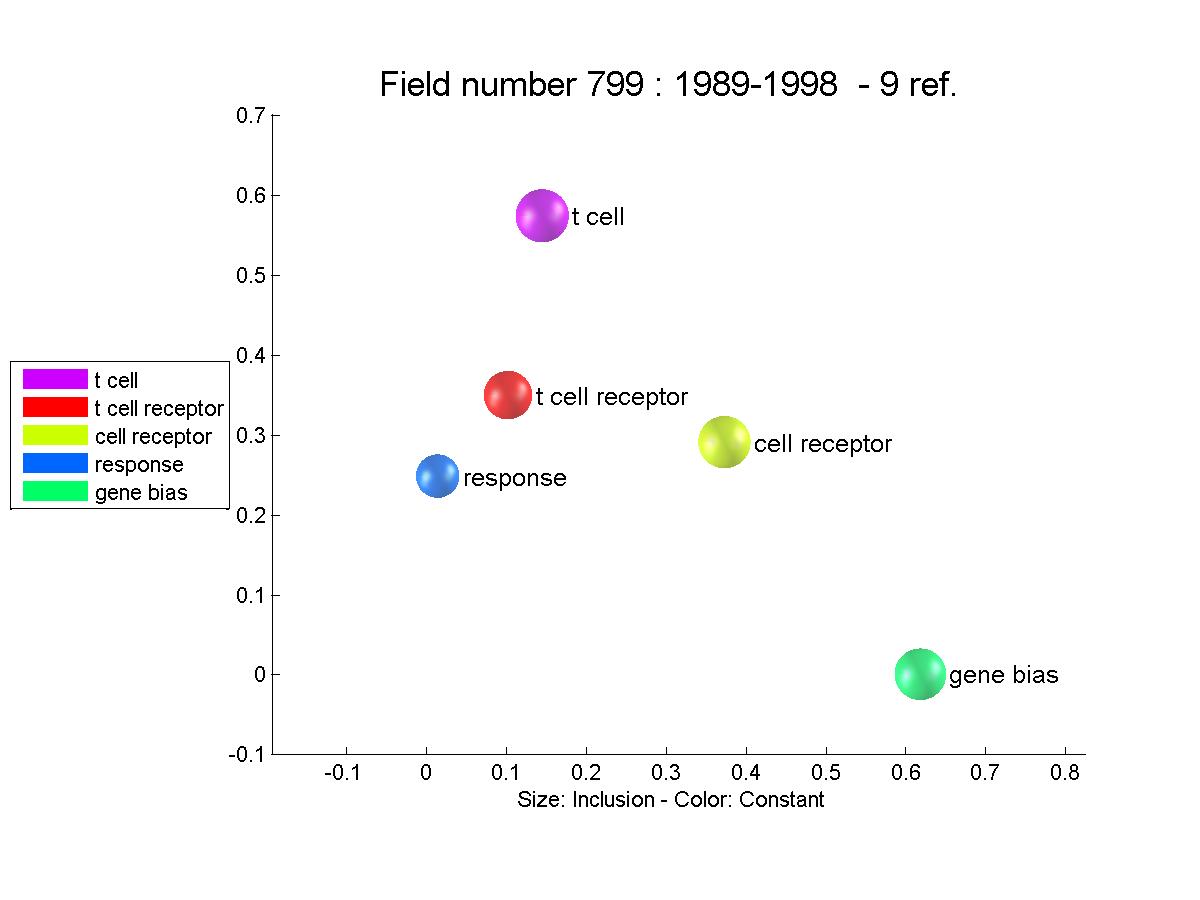 Field number 799 : 1989-1998 - 9 ref.
0.7
0.6
0.5
0.4
0.3
0.2
0.1
0
-0.1
t cell
t cell receptor
cell receptor
response
gene bias
t cell
t cell receptor
cell receptor
response
gene bias
-0.1 0 0.1 0.2 0.3 0.4 0.5 0.6 0.7 0.8
Size: Inclusion - Color: Constant